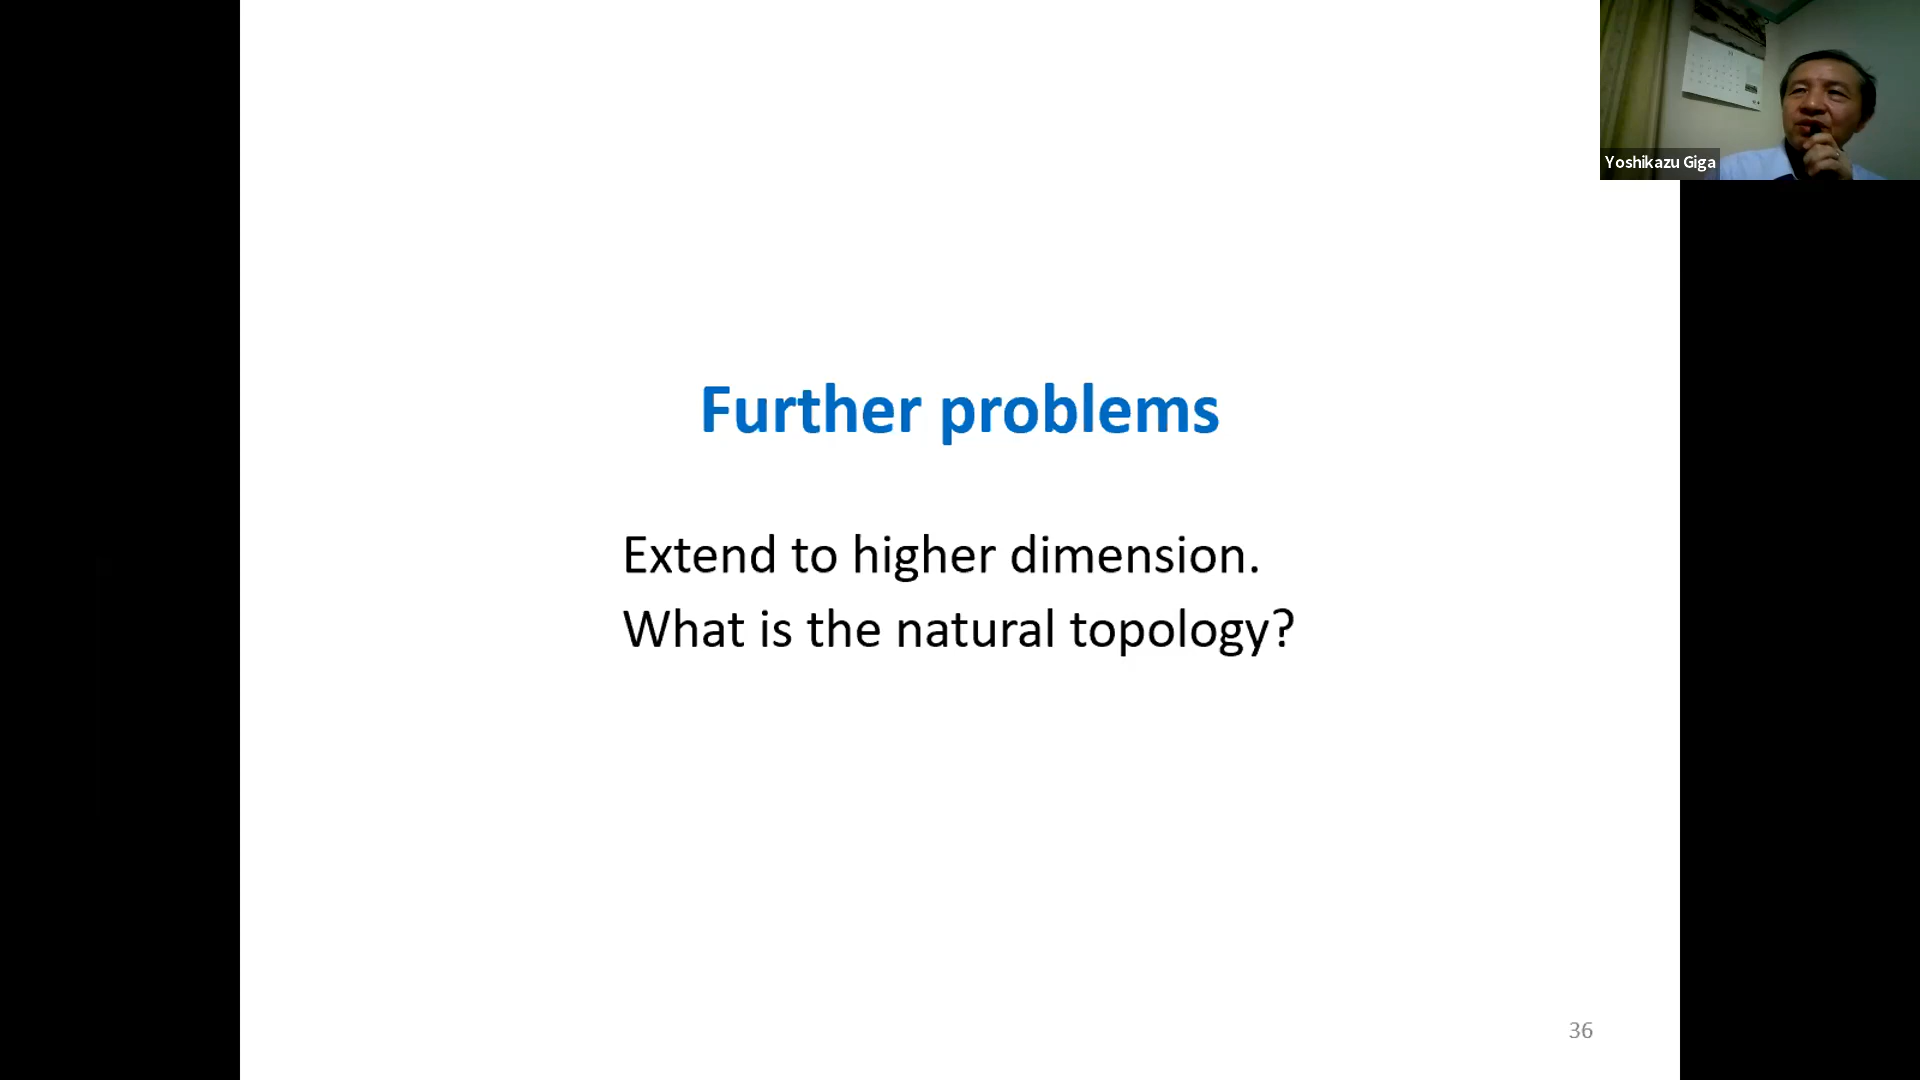 Yoshikazu Giga
Further problems
Extend to higher dimension.
What is the natural topology?
36